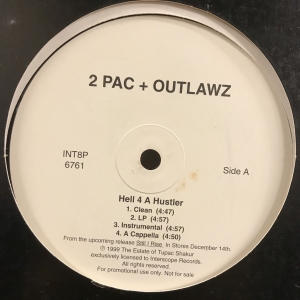 2 PAC + OUTLAWZ
INT8P
6761
Side A
Hell 4 A Hustler
1. Clean (4:47)
2. LP (4:57)
3. Instrumental (4:57)
4. A Cappella (4:50)
From the upcoming release Still I Rise, In Stores December 14th.
℗ 1999 The Estate of Tupac Shakur
exclusively licensed to Interscope Records.
All rights reserved.
For promotional use only. Not for sale